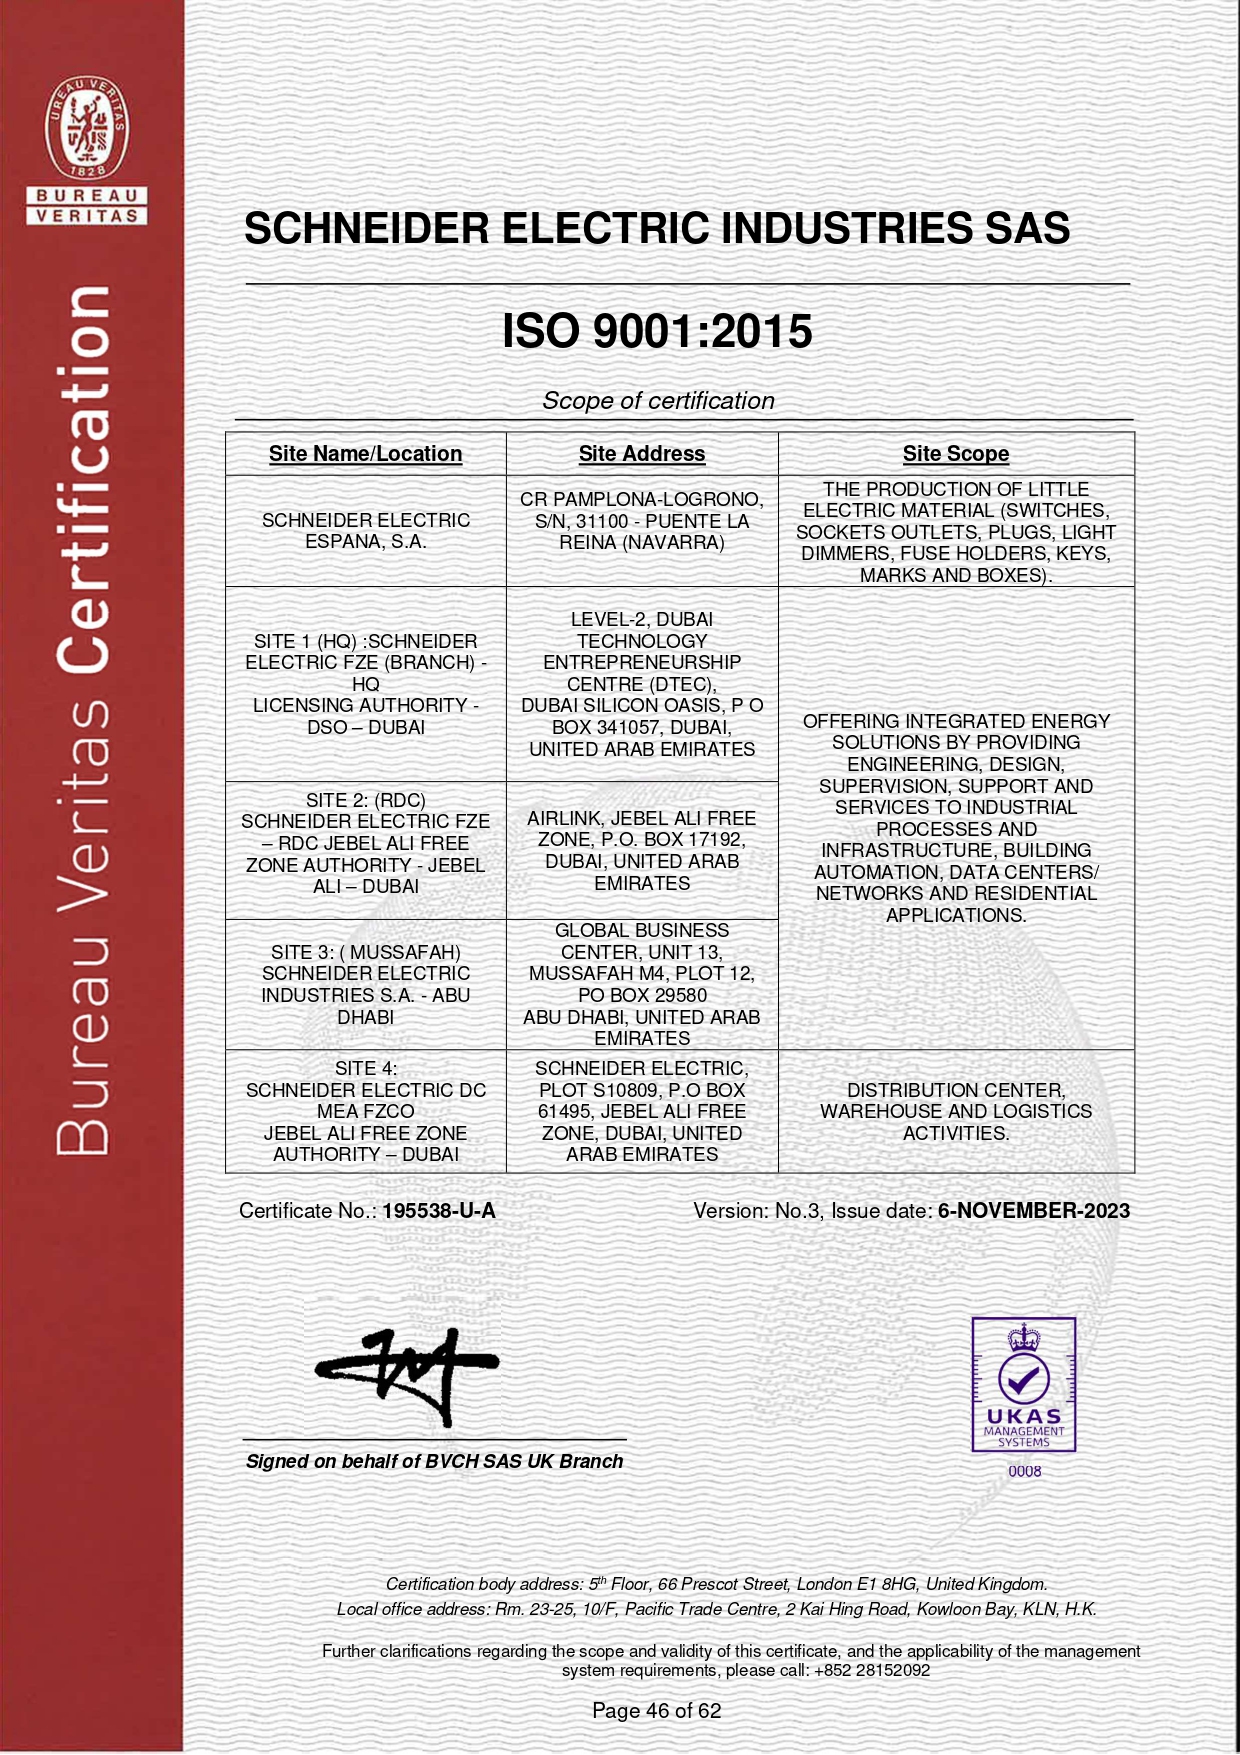 BUREAU VERITAS
1828
BUREAU
VERITAS
Bureau Veritas Certification
SCHNEIDER ELECTRIC INDUSTRIES SAS
ISO 9001:2015
Scope of certification
Site Name/Location
Site Address
Site Scope
SCHNEIDER ELECTRIC
ESPANA, S.A.
CR PAMPLONA-LOGRONO,
S/N, 31100 - PUENTE LA
REINA (NAVARRA)
THE PRODUCTION OF LITTLE
ELECTRIC MATERIAL (SWITCHES,
SOCKETS OUTLETS, PLUGS, LIGHT
DIMMERS, FUSE HOLDERS, KEYS,
MARKS AND BOXES).
SITE 1 (HQ) :SCHNEIDER
ELECTRIC FZE (BRANCH) -
HQ
LICENSING AUTHORITY -
DSO – DUBAI
LEVEL-2, DUBAI
TECHNOLOGY
ENTREPRENEURSHIP
CENTRE (DTEC),
DUBAI SILICON OASIS, P O
BOX 341057, DUBAI,
UNITED ARAB EMIRATES
OFFERING INTEGRATED ENERGY
SOLUTIONS BY PROVIDING
ENGINEERING, DESIGN,
SUPERVISION, SUPPORT AND
SERVICES TO INDUSTRIAL
PROCESSES AND
INFRASTRUCTURE, BUILDING
AUTOMATION, DATA CENTERS/
NETWORKS AND RESIDENTIAL
APPLICATIONS.
SITE 2: (RDC)
SCHNEIDER ELECTRIC FZE
– RDC JEBEL ALI FREE
ZONE AUTHORITY - JEBEL
ALI – DUBAI
AIRLINK, JEBEL ALI FREE
ZONE, P.O. BOX 17192,
DUBAI, UNITED ARAB
EMIRATES
SITE 3: ( MUSSAFAH)
SCHNEIDER ELECTRIC
INDUSTRIES S.A. - ABU
DHABI
GLOBAL BUSINESS
CENTER, UNIT 13,
MUSSAFAH M4, PLOT 12,
PO BOX 29580
ABU DHABI, UNITED ARAB
EMIRATES
SITE 4:
SCHNEIDER ELECTRIC DC
MEA FZCO
JEBEL ALI FREE ZONE
AUTHORITY – DUBAI
SCHNEIDER ELECTRIC,
PLOT S10809, P.O BOX
61495, JEBEL ALI FREE
ZONE, DUBAI, UNITED
ARAB EMIRATES
DISTRIBUTION CENTER,
WAREHOUSE AND LOGISTICS
ACTIVITIES.
Certificate No.: 195538-U-A
Version: No.3, Issue date: 6-NOVEMBER-2023
Signed on behalf of BVCH SAS UK Branch
UKAS
MANAGEMENT
SYSTEMS
0008
Certification body address: 5th Floor, 66 Prescot Street, London E1 8HG, United Kingdom.
Local office address: Rm. 23-25, 10/F, Pacific Trade Centre, 2 Kai Hing Road, Kowloon Bay, KLN, H.K.
Further clarifications regarding the scope and validity of this certificate, and the applicability of the management
system requirements, please call: +852 28152092
Page 46 of 62